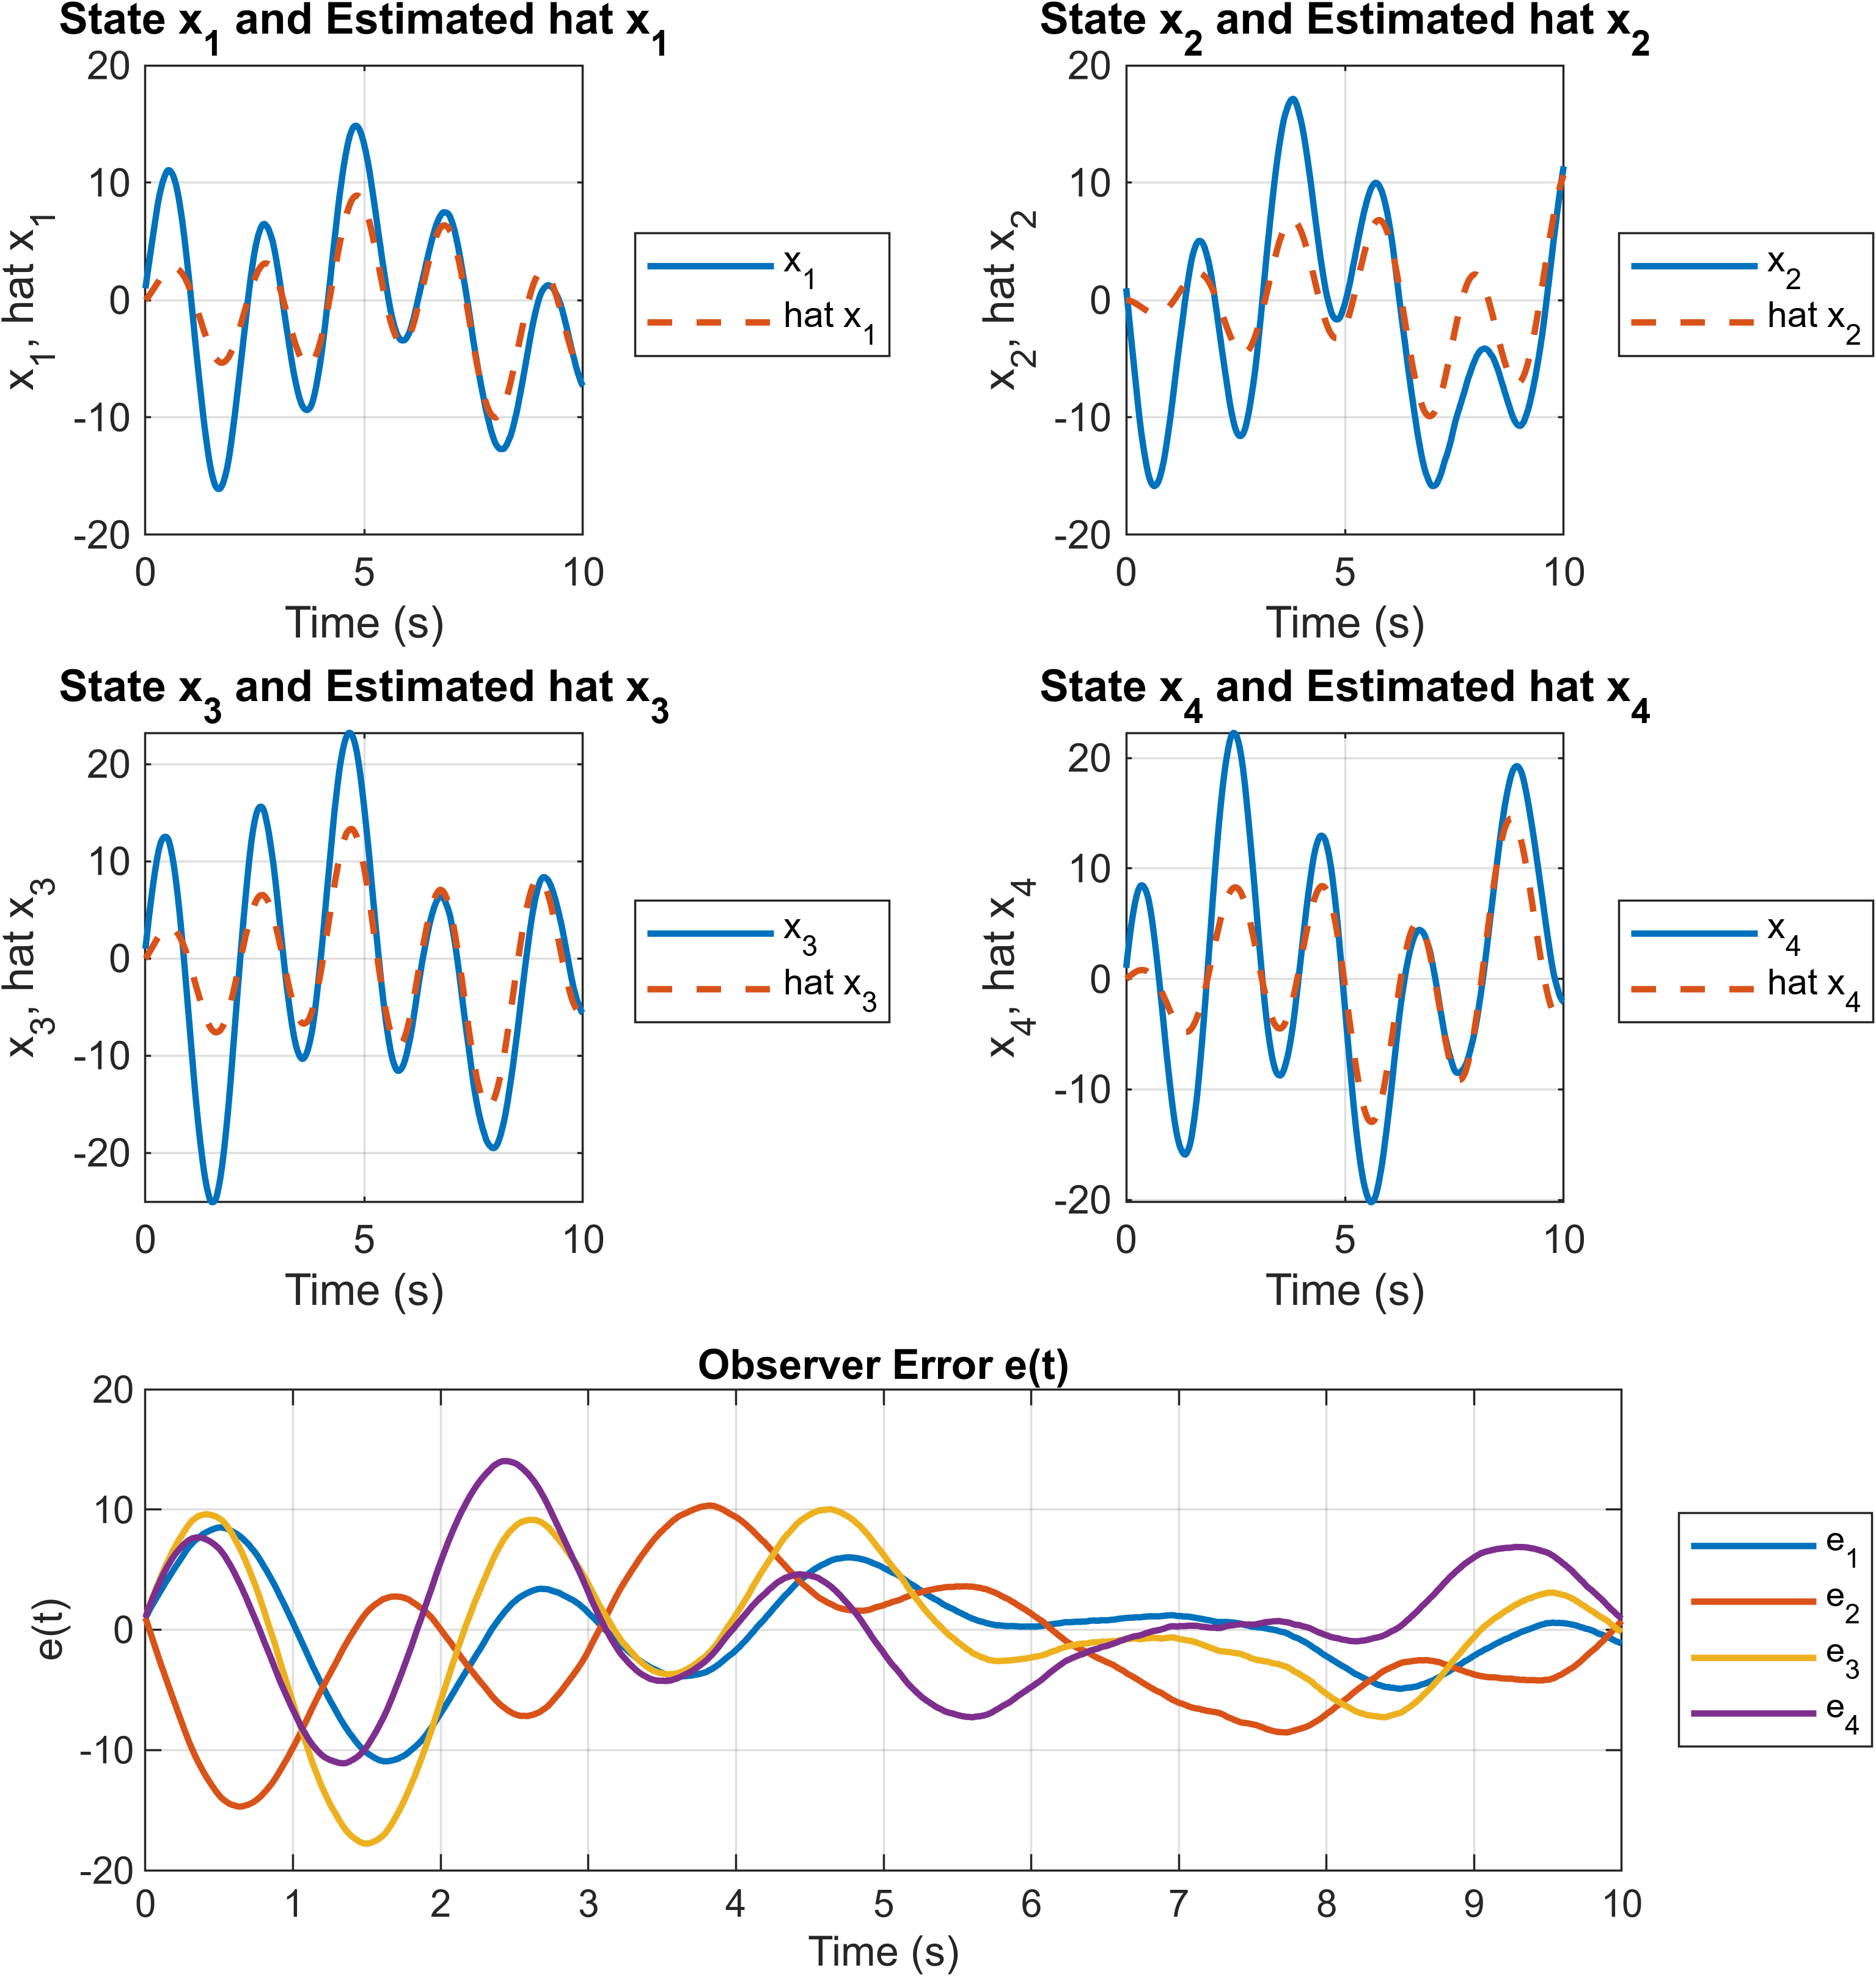 State x1 and Estimated hat x1
20
10
0
-10
-20
0 5 10
Time (s)
x1, hat x1
x1
hat x1
State x2 and Estimated hat x2
20
10
0
-10
-20
0 5 10
Time (s)
x2, hat x2
x2
hat x2
State x3 and Estimated hat x3
20
10
0
-10
-20
0 5 10
Time (s)
x3, hat x3
x3
hat x3
State x4 and Estimated hat x4
20
10
0
-10
-20
0 5 10
Time (s)
x4, hat x4
x4
hat x4
Observer Error e(t)
20
10
0
-10
-20
0 1 2 3 4 5 6 7 8 9 10
Time (s)
e(t)
e1
e2
e3
e4